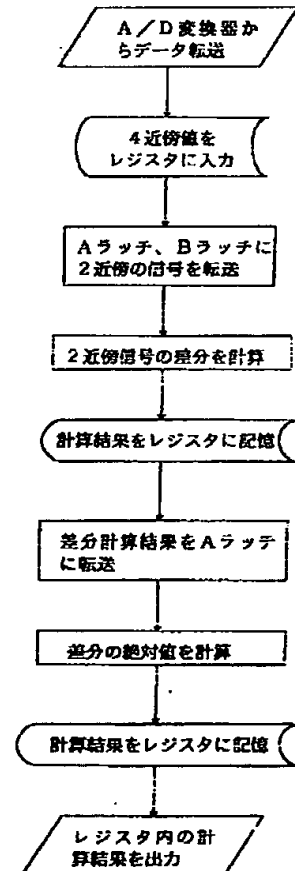 A/D変換器か
らデータ転送
4近傍値を
レジスタに入力
Aラッチ、Bラッチに
2近傍の信号を転送
2近傍信号の差分を計算
計算結果をレジスタに記憶
差分計算結果をAラッチ
に転送
差分の絶対値を計算
計算結果をレジスタに記憶
レジスタ内の計
算結果を出力